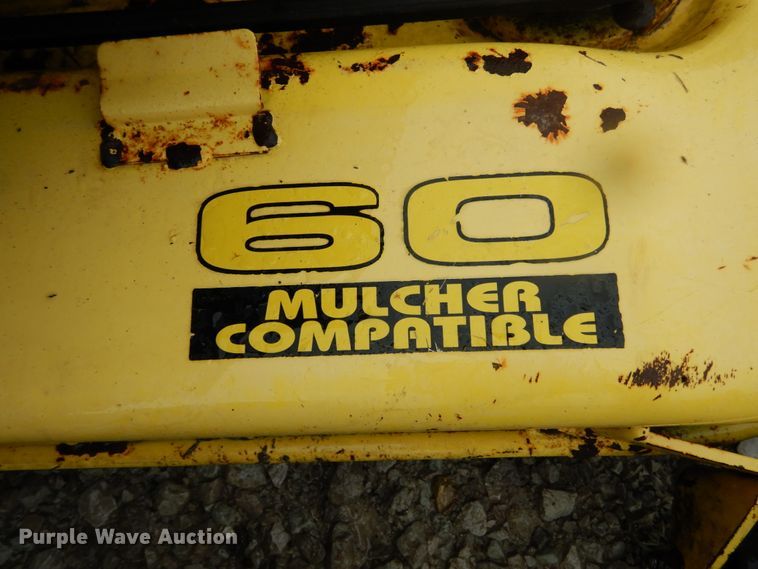 60
MULCHER
COMPATIBLE
Purple Wave Auction